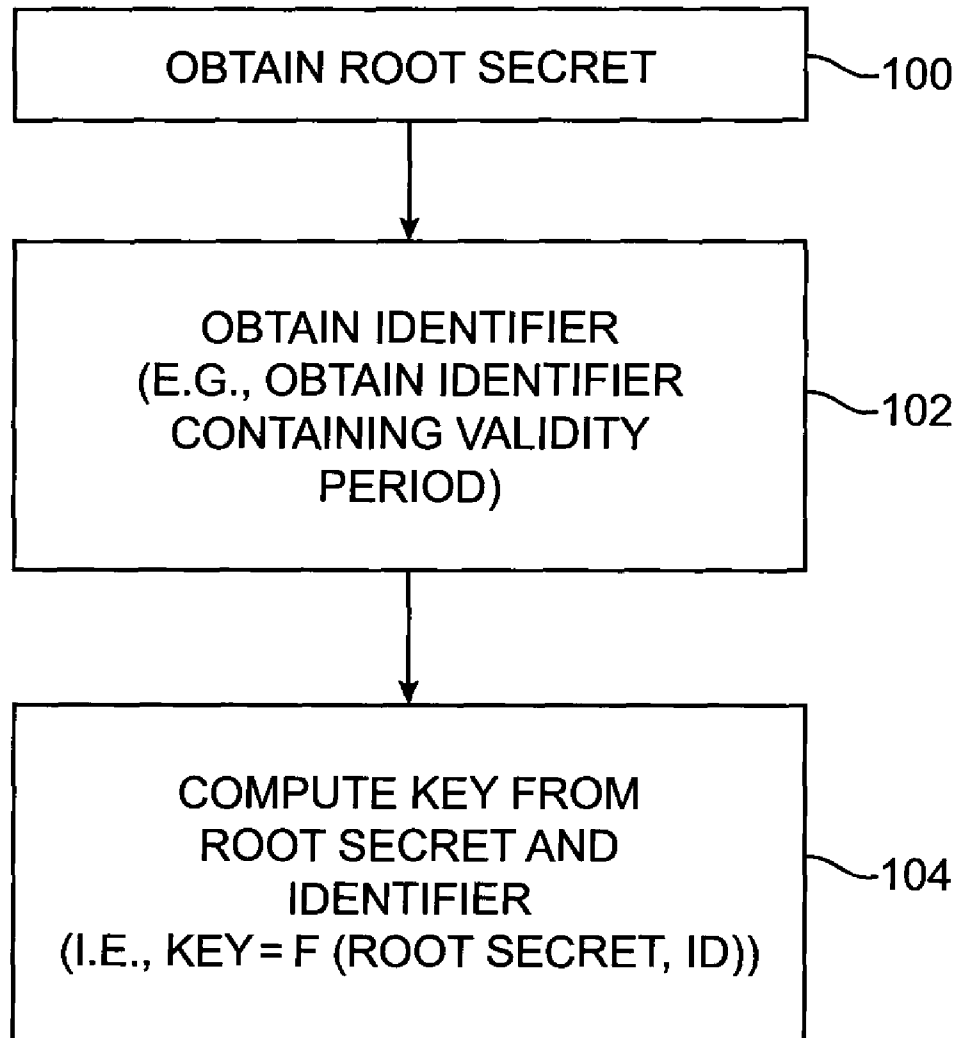 OBTAIN ROOT SECRET
100
OBTAIN IDENTIFIER
(E.G., OBTAIN IDENTIFIER
CONTAINING VALIDITY
PERIOD)
102
COMPUTE KEY FROM
ROOT SECRET AND
IDENTIFIER
(I.E., KEY = F (ROOT SECRET, ID))
104